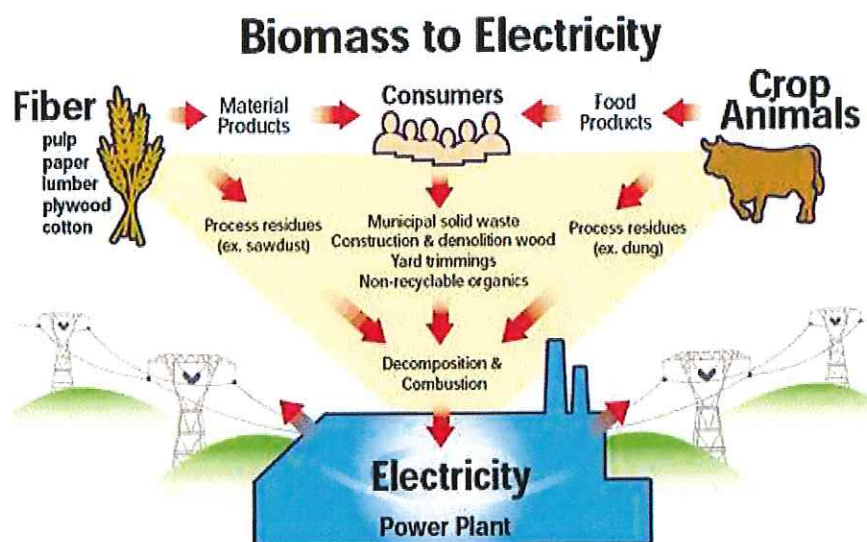 Biomass to Electricity
Fiber
pulp
paper
lumber
plywood
cotton
Material
Products
Consumers
Food
Products
Crop
Animals
Process residues
(ex. sawdust)
Municipal solid waste
Construction & demolition wood
Yard trimmings
Non-recyclable organics
Process residues
(ex. dung)
Decomposition &
Combustion
Electricity
Power Plant